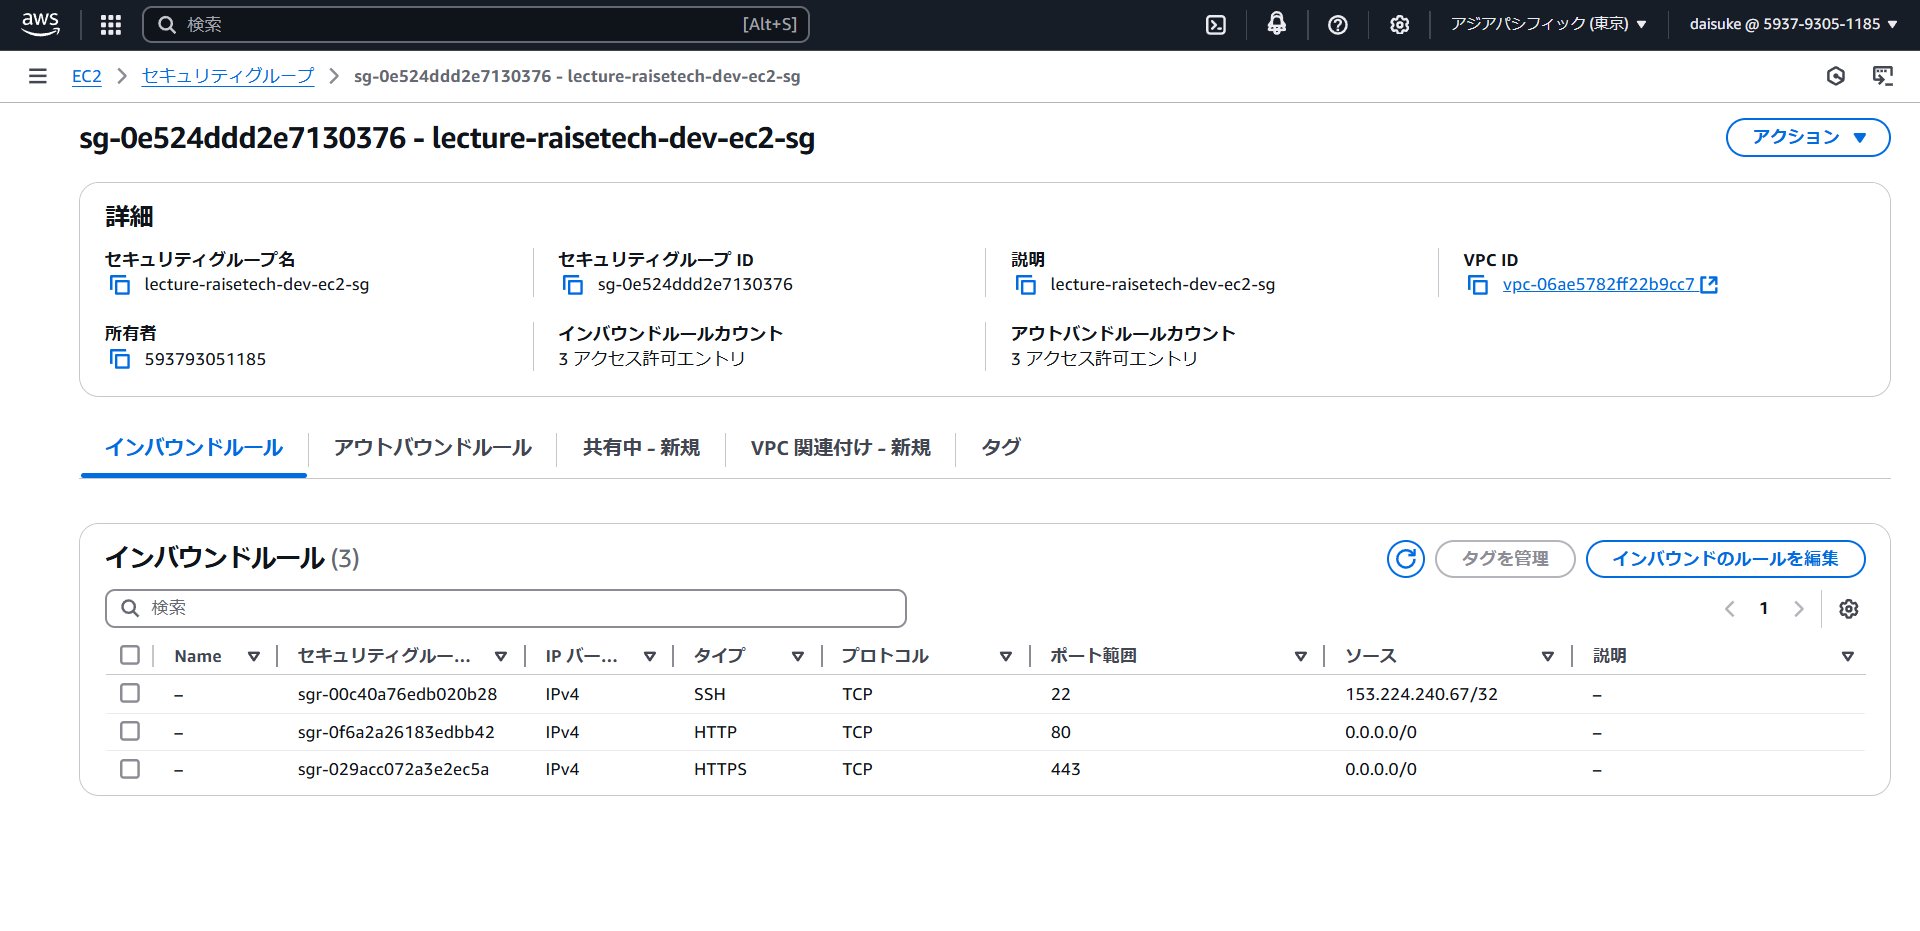 aws
検索 [Alt+S]
アジアパシフィック (東京) daisuke @ 5937-9305-1185
EC2 セキュリティグループ sg-0e524ddd2e7130376 - lecture-raisetech-dev-ec2-sg
sg-0e524ddd2e7130376 - lecture-raisetech-dev-ec2-sg
アクション
詳細
セキュリティグループ名 セキュリティグループ ID 説明 VPC ID
lecture-raisetech-dev-ec2-sg sg-0e524ddd2e7130376 lecture-raisetech-dev-ec2-sg vpc-06ae5782ff22b9cc7
所有者 インバウンドルールカウント アウトバンドルールカウント
593793051185 3 アクセス許可エントリ 3 アクセス許可エントリ
インバウンドルール アウトバウンドルール 共有中 - 新規 VPC 関連付け - 新規 タグ
インバウンドルール (3) タグを管理 インバウンドのルールを編集
検索 1
Name セキュリティグルー... IP バー... タイプ プロトコル ポート範囲 ソース 説明
– sgr-00c40a76edb020b28 IPv4 SSH TCP 22 153.224.240.67/32 –
– sgr-0f6a2a26183edbb42 IPv4 HTTP TCP 80 0.0.0.0/0 –
– sgr-029acc072a3e2ec5a IPv4 HTTPS TCP 443 0.0.0.0/0 –